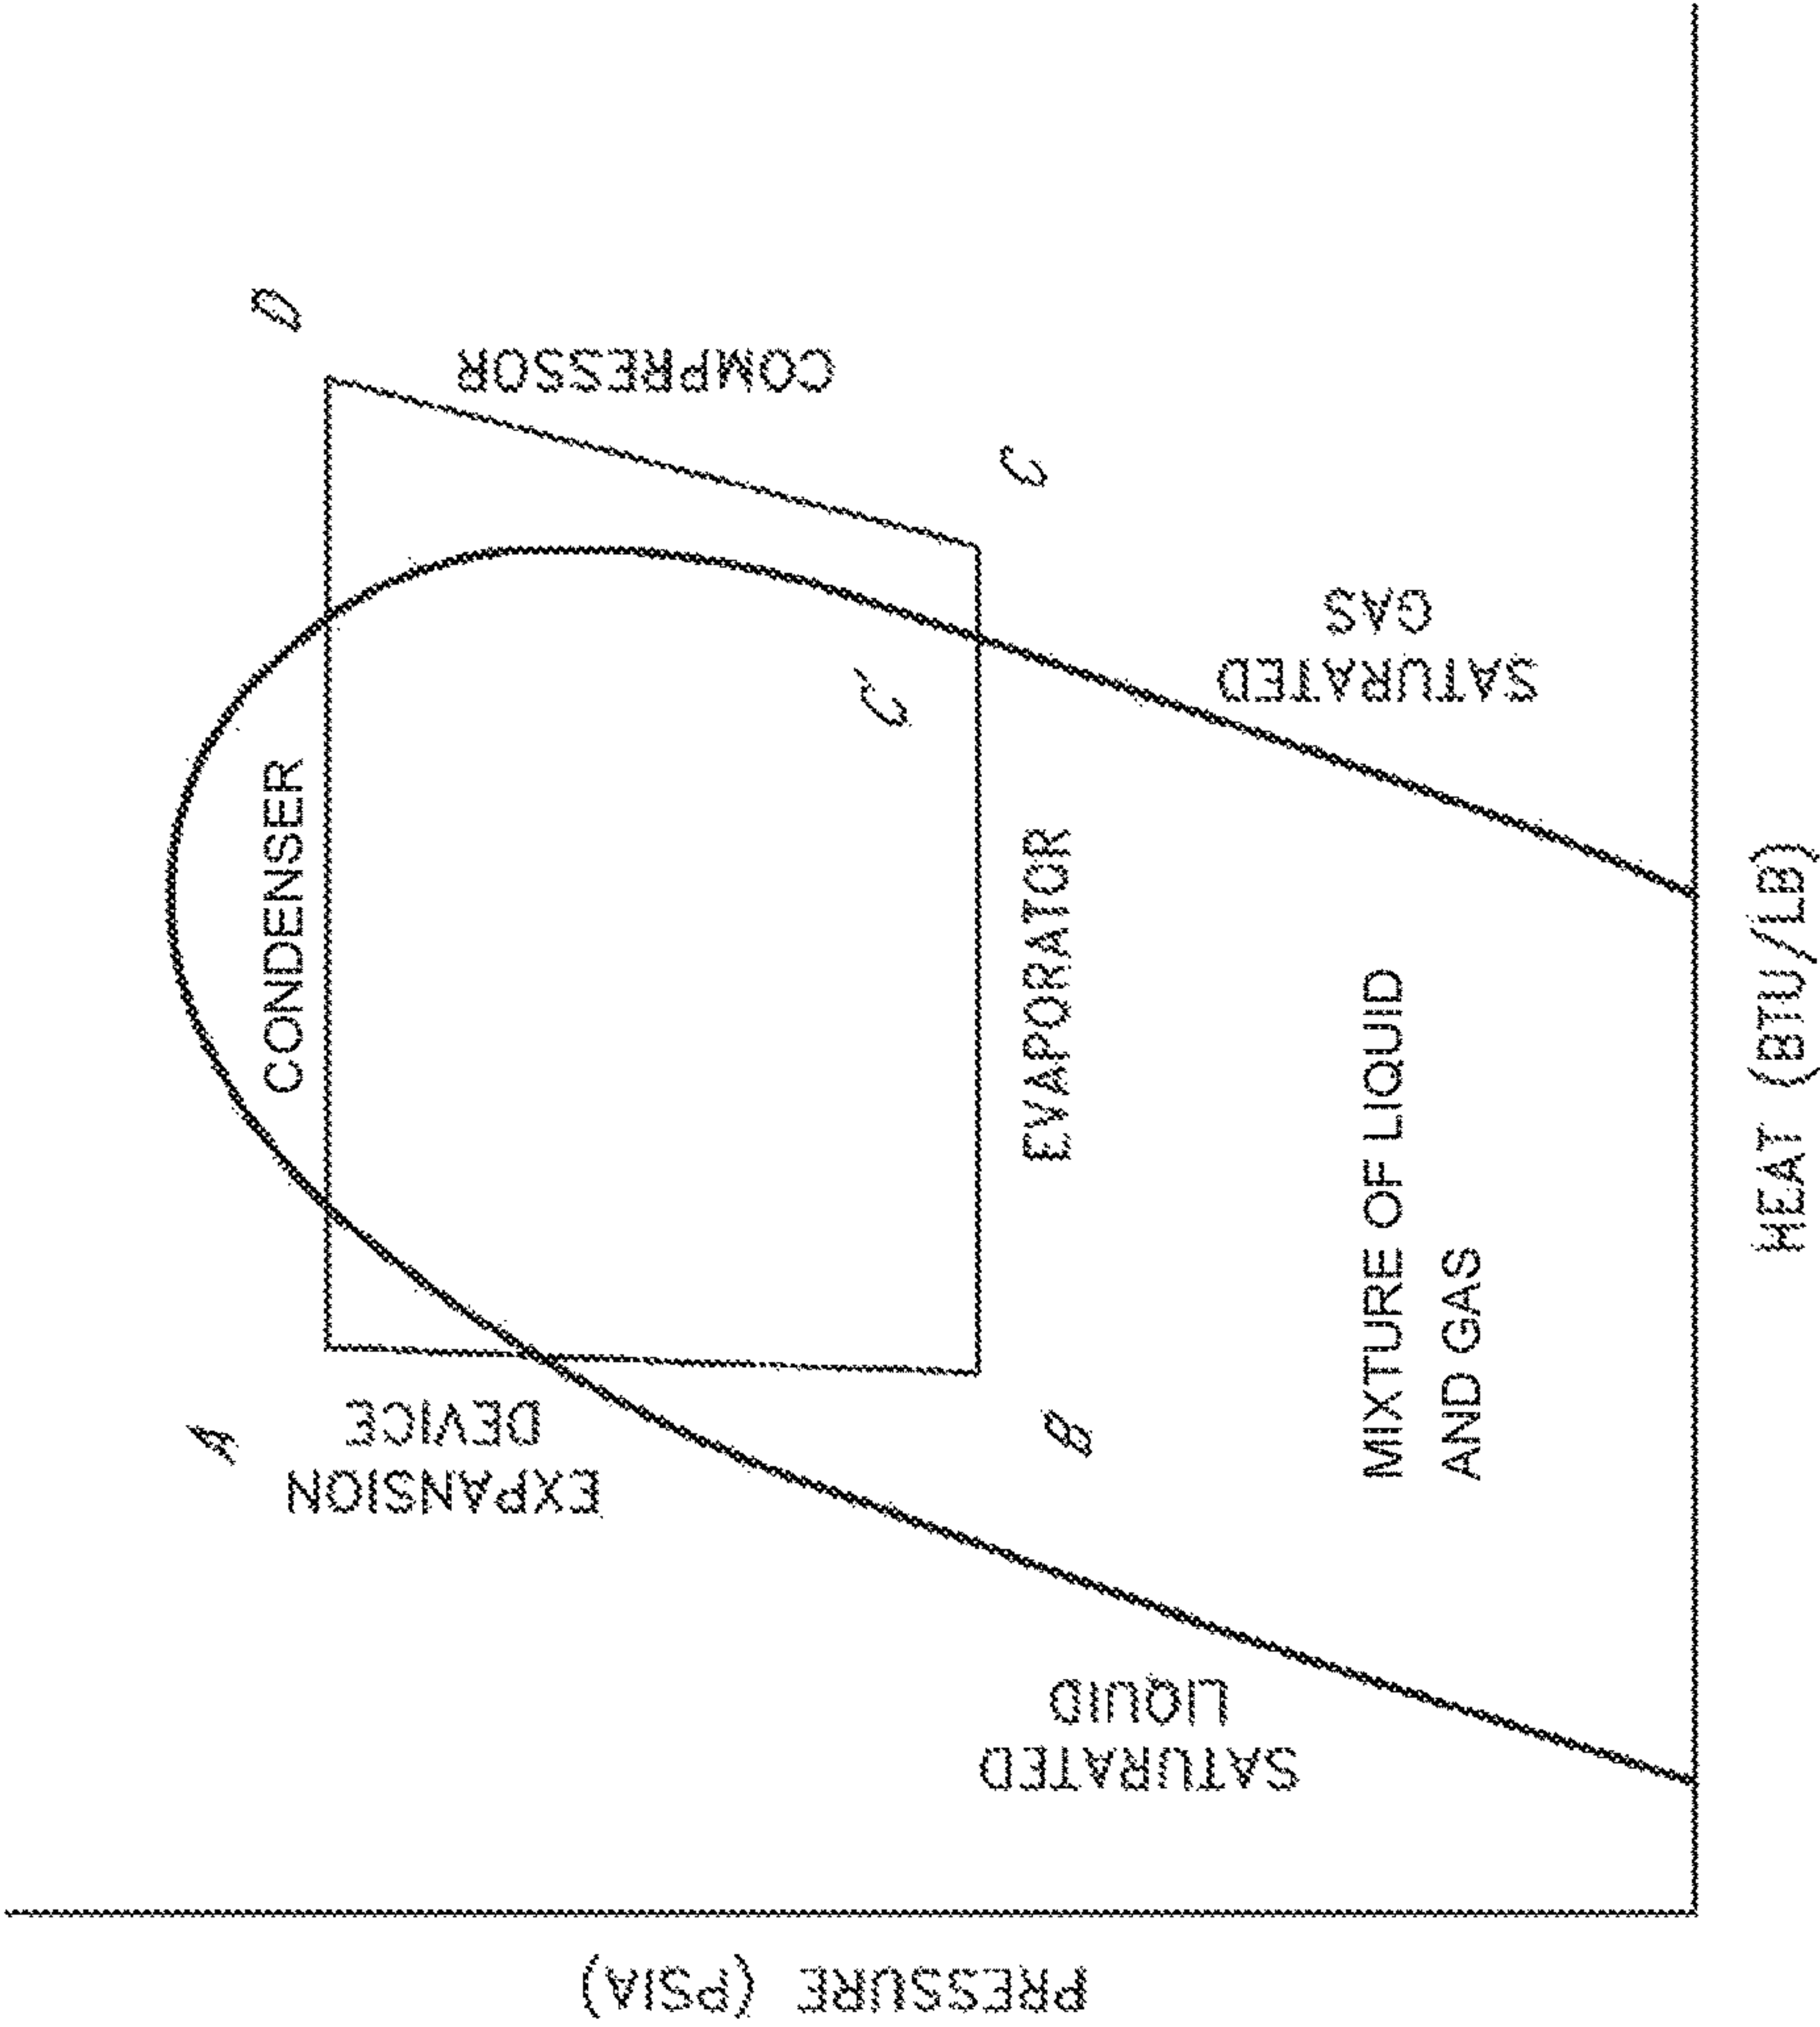 D
CONDENSER
COMPRESSOR
A
EXPANSION
DEVICE
C'
C
EVAPORATOR
B
SATURATED
GAS
SATURATED
LIQUID
MIXTURE OF LIQUID
AND GAS
PRESSURE (PSIA)
HEAT (BTU/LB)